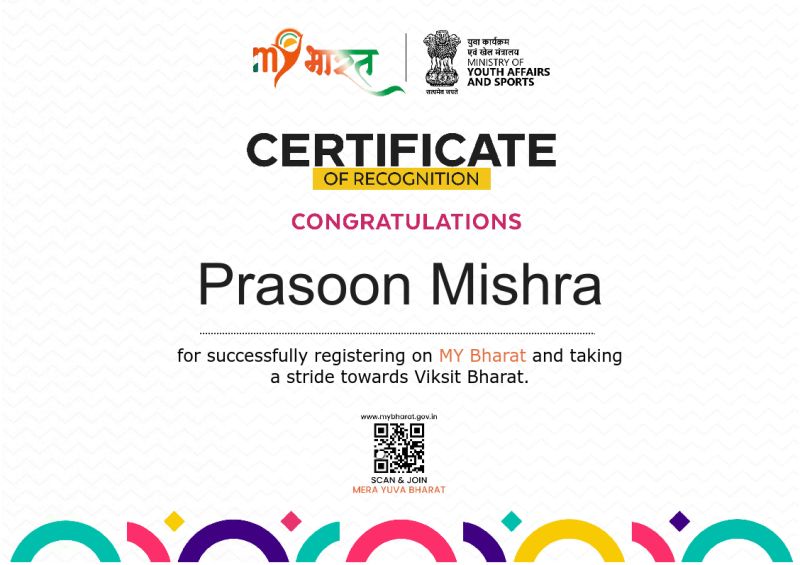 my भारत
युवा कार्यक्रम
एवं खेल मंत्रालय
MINISTRY OF
YOUTH AFFAIRS
AND SPORTS
सत्यमेव जयते
CERTIFICATE
OF RECOGNITION
CONGRATULATIONS
Prasoon Mishra
for successfully registering on MY Bharat and taking
a stride towards Viksit Bharat.
www.mybharat.gov.in
SCAN & JOIN
MERA YUVA BHARAT